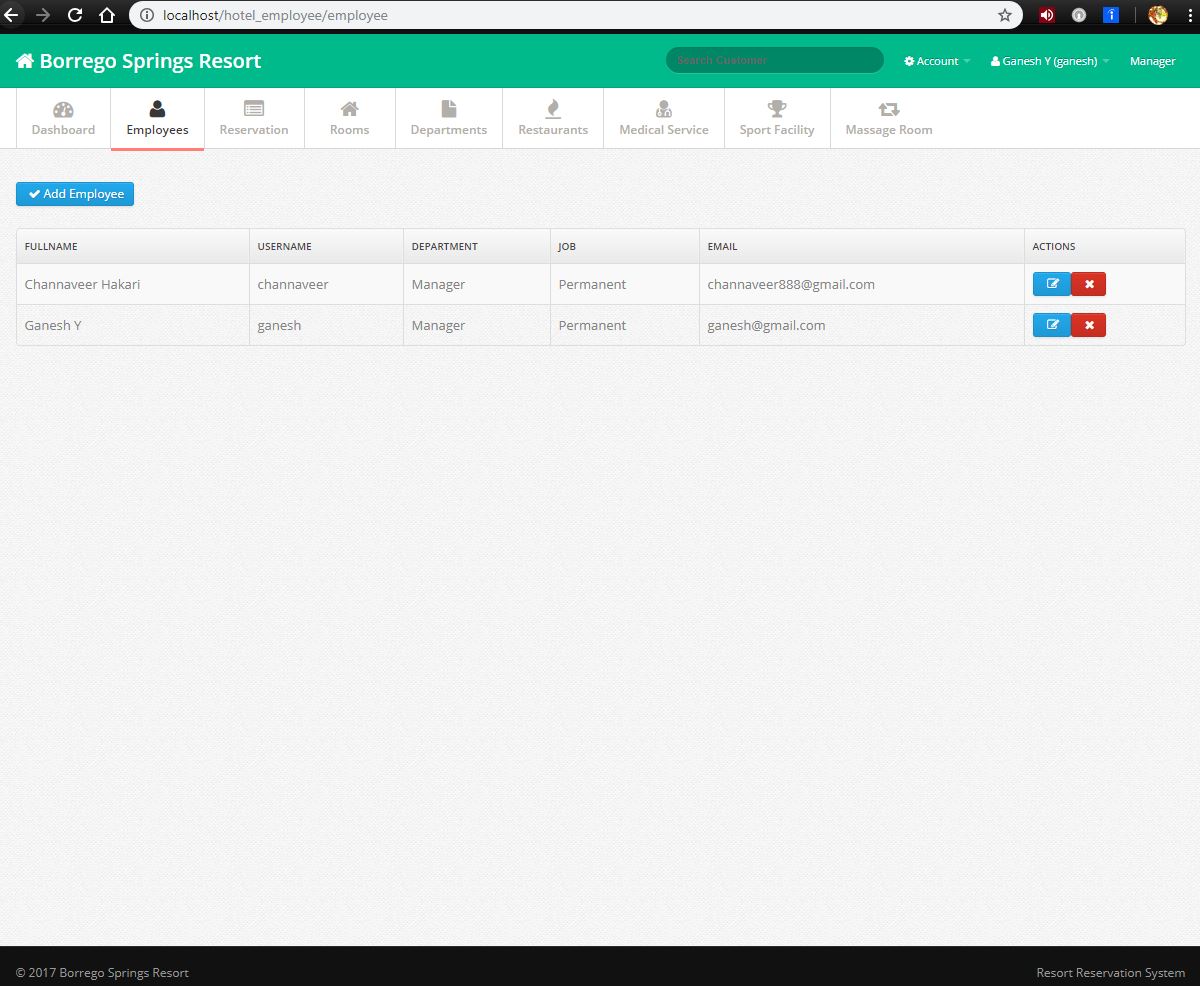 localhost/hotel_employee/employee
Borrego Springs Resort Search Customer Account Ganesh Y (ganesh) Manager
Dashboard Employees Reservation Rooms Departments Restaurants Medical Service Sport Facility Massage Room
Add Employee
FULLNAME USERNAME DEPARTMENT JOB EMAIL ACTIONS
Channaveer Hakari channaveer Manager Permanent channaveer888@gmail.com
Ganesh Y ganesh Manager Permanent ganesh@gmail.com
© 2017 Borrego Springs Resort Resort Reservation System